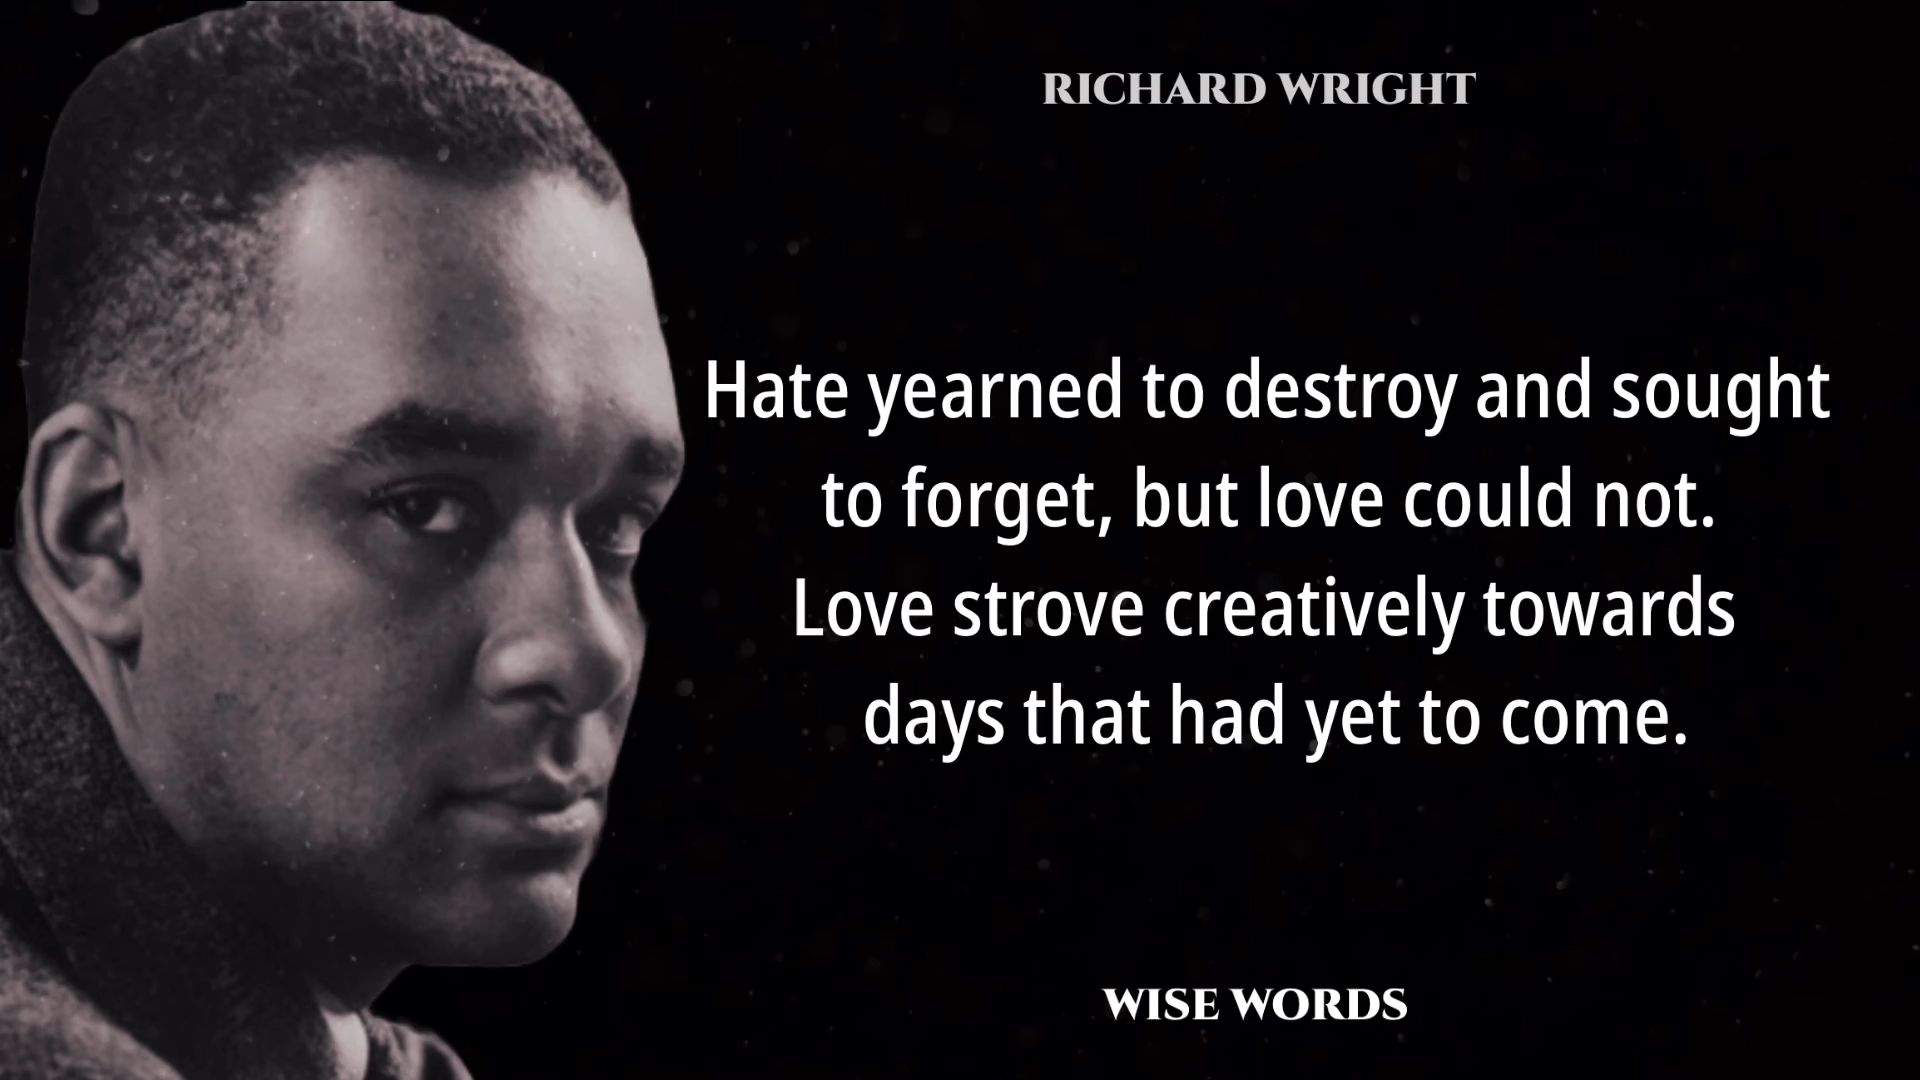 RICHARD WRIGHT
Hate yearned to destroy and sought
to forget, but love could not.
Love strove creatively towards
days that had yet to come.
WISE WORDS